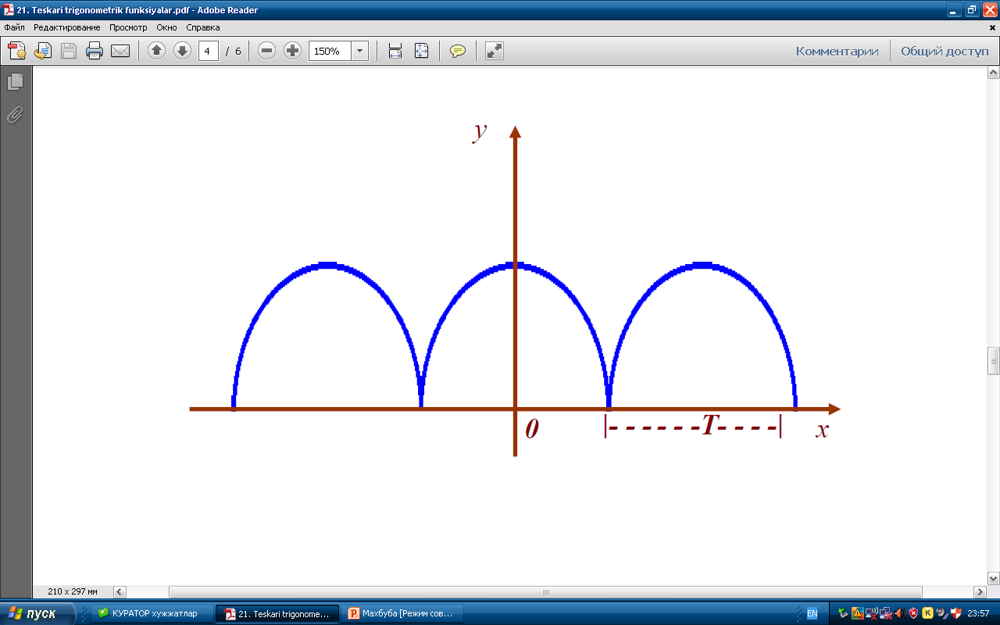 21. Teskari trigonometrik funksiyalar.pdf - Adobe Reader
Файл Редактирование Просмотр Окно Справка
4 / 6 150% Комментарии Общий доступ
y
0 |- - - - - -T- - - -| x
210 x 297 мм
пуск КУРАТОР хужжатлар 21. Teskari trigonome... Махбуба [Режим сов... EN K 23:57